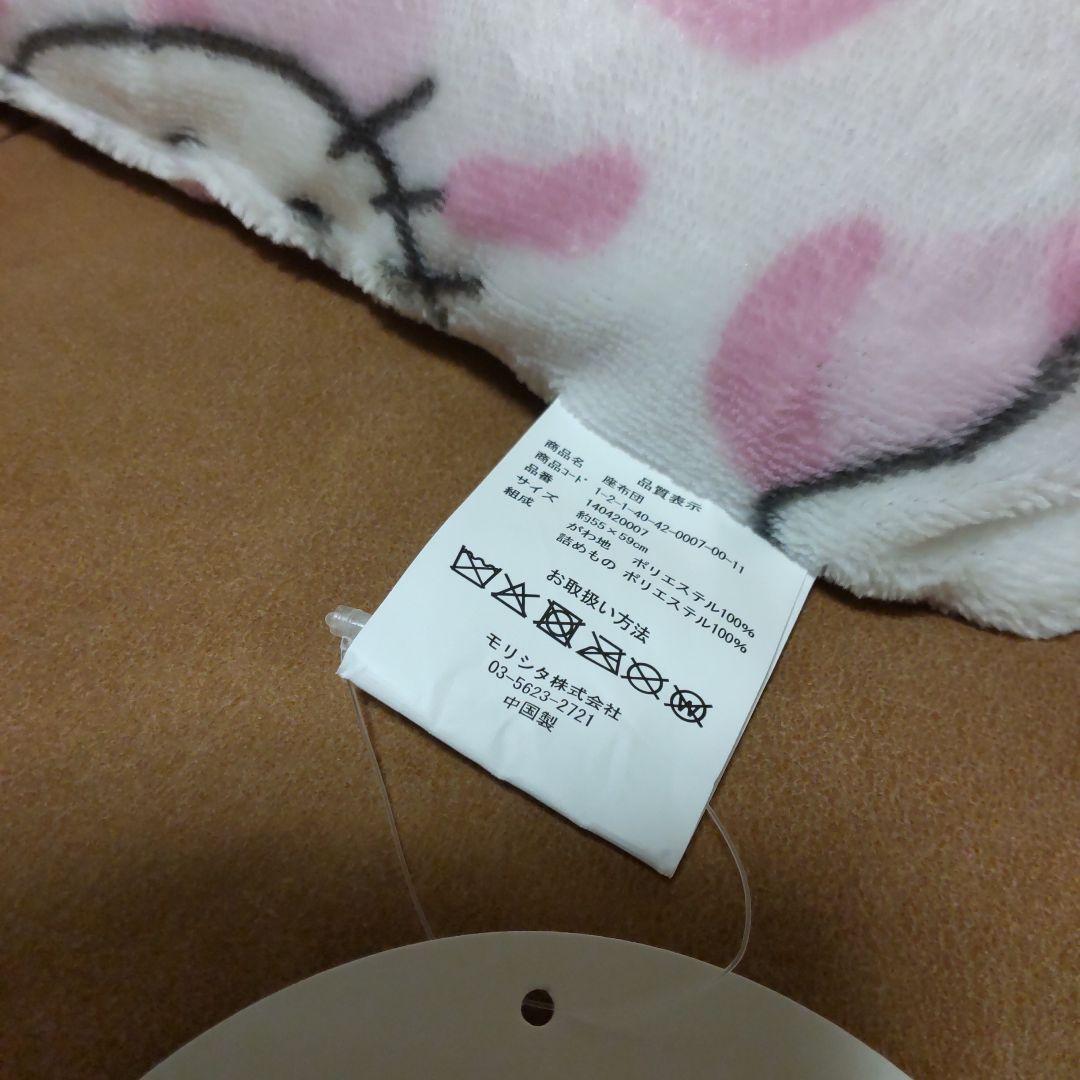 品質表示
商品名 座布団
商品コード 1-2-1-40-42-0007-00-11
品番 140420007
サイズ 約55×59cm
組成 がわ地 ポリエステル100%
詰めもの ポリエステル100%
お取扱い方法
W
モリシタ株式会社
03-5623-2721
中国製